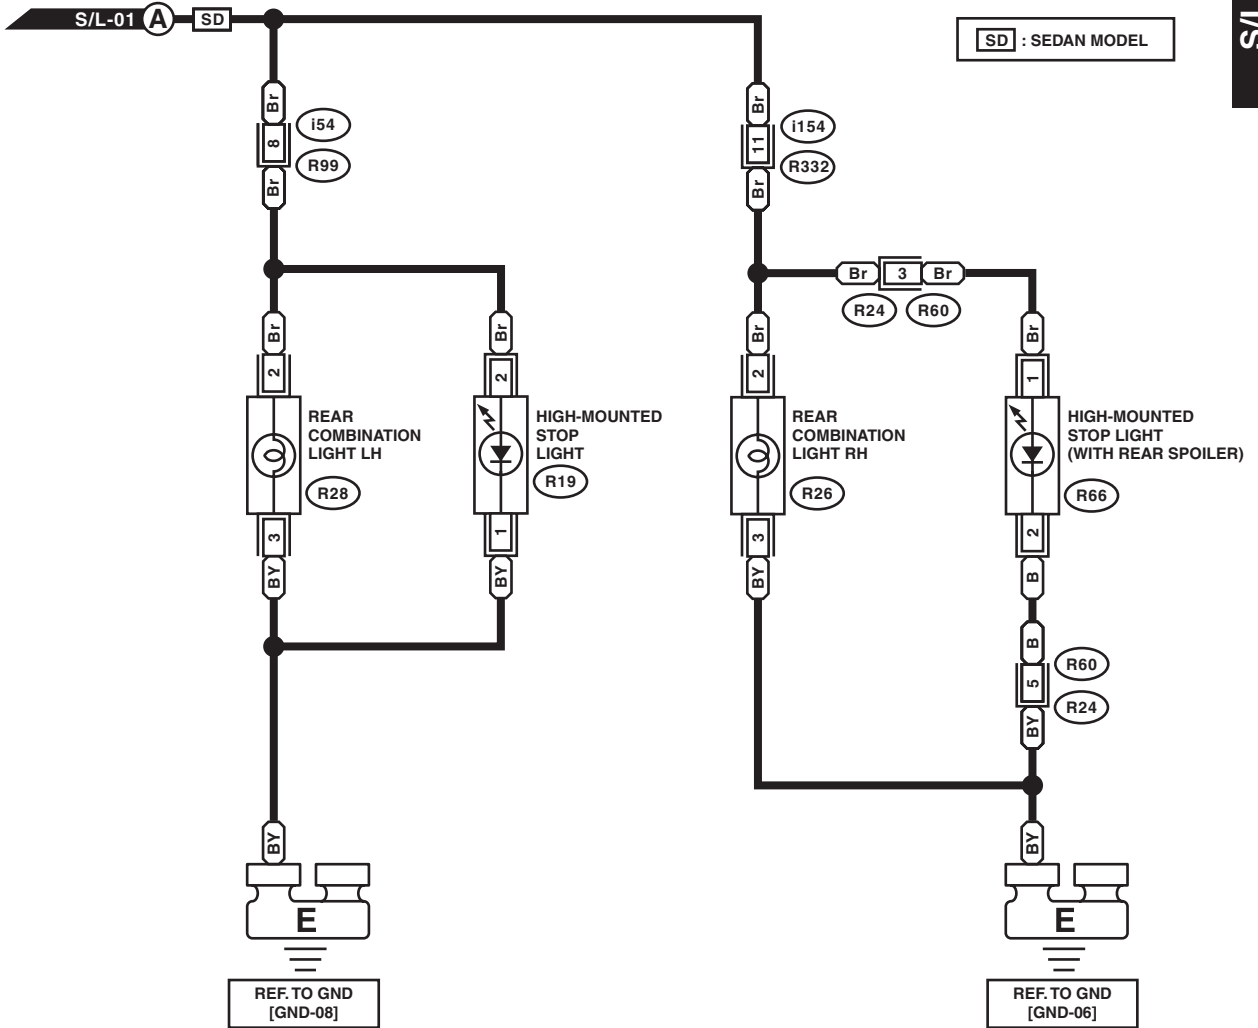 S/L-01 A SD
SD : SEDAN MODEL
S/L
Br
8
Br
i54
R99
Br
11
Br
i154
R332
Br 3 Br
R24 R60
Br
2
REAR
COMBINATION
LIGHT LH
R28
3
BY
Br
2
HIGH-MOUNTED
STOP
LIGHT
R19
1
BY
Br
2
REAR
COMBINATION
LIGHT RH
R26
3
BY
Br
1
HIGH-MOUNTED
STOP LIGHT
(WITH REAR SPOILER)
R66
2
B
B
5
BY
R60
R24
BY
E
REF. TO GND
[GND-08]
BY
E
REF. TO GND
[GND-06]